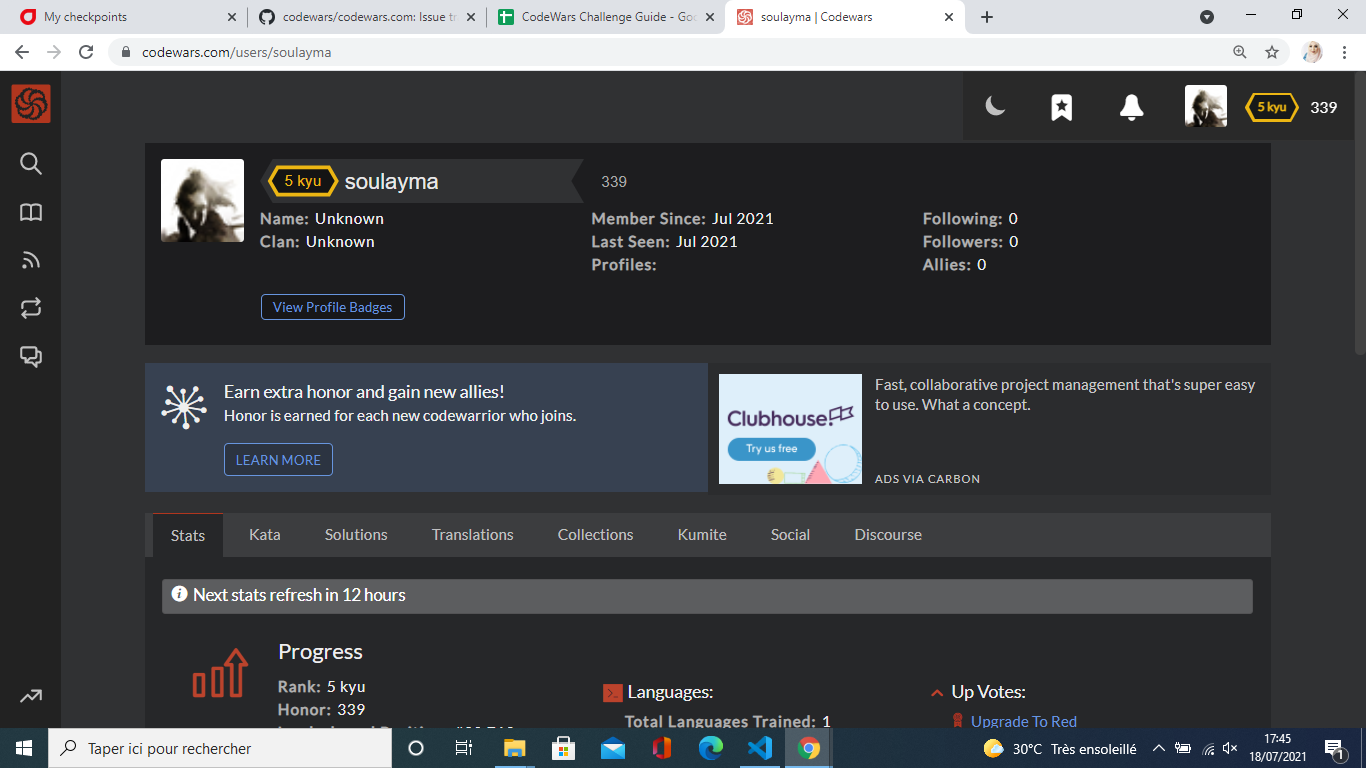 My checkpoints
codewars/codewars.com: Issue tr
CodeWars Challenge Guide - Goo
soulayma | Codewars
codewars.com/users/soulayma
5 kyu
339
5 kyu
soulayma
339
Name: Unknown
Member Since: Jul 2021
Following: 0
Clan: Unknown
Last Seen: Jul 2021
Followers: 0
Profiles:
Allies: 0
View Profile Badges
Earn extra honor and gain new allies!
Honor is earned for each new codewarrior who joins.
LEARN MORE
Clubhouse
Try us free
Fast, collaborative project management that's super easy
to use. What a concept.
ADS VIA CARBON
Stats
Kata
Solutions
Translations
Collections
Kumite
Social
Discourse
Next stats refresh in 12 hours
Progress
Rank: 5 kyu
Honor: 339
Languages:
Total Languages Trained: 1
Up Votes:
Upgrade To Red
Taper ici pour rechercher
30°C Très ensoleillé
17:45
18/07/2021
1